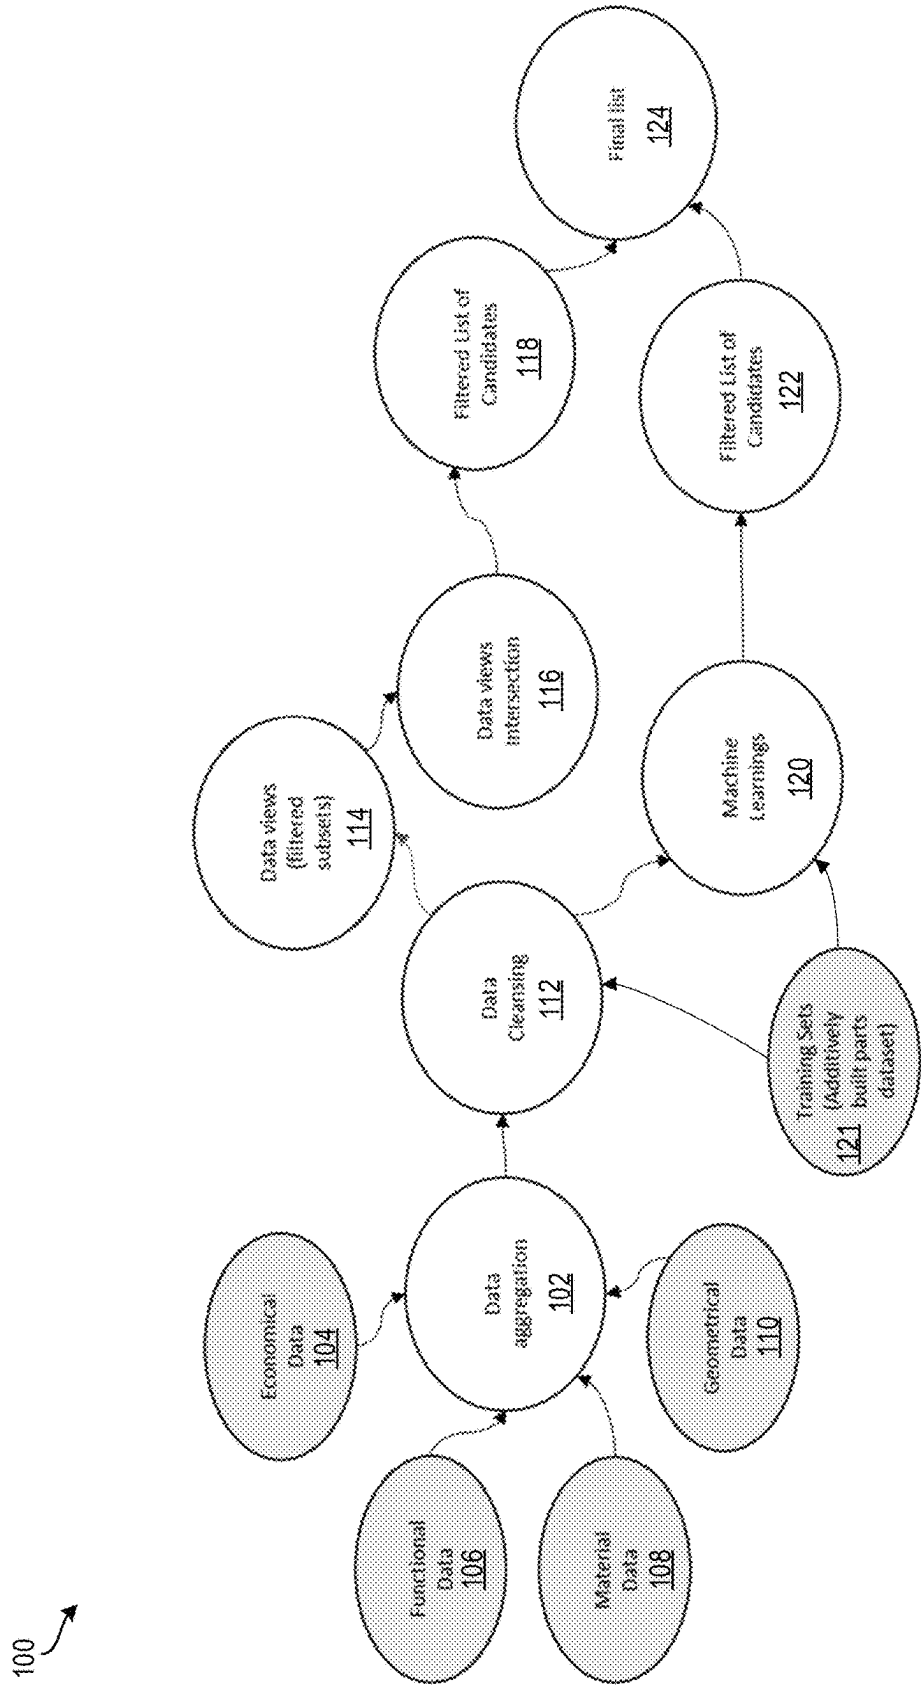 100
Economical
Data
104
Functional
Data
106
Material
Data
108
Geometrical
Data
110
Data
aggregation
102
Data
Cleansing
112
Training Sets
(Additively
built parts
dataset)
121
Data views
(filtered
subsets)
114
Data views
intersection
116
Machine
Learnings
120
Filtered List of
Candidates
118
Filtered List of
Candidates
122
Final list
124